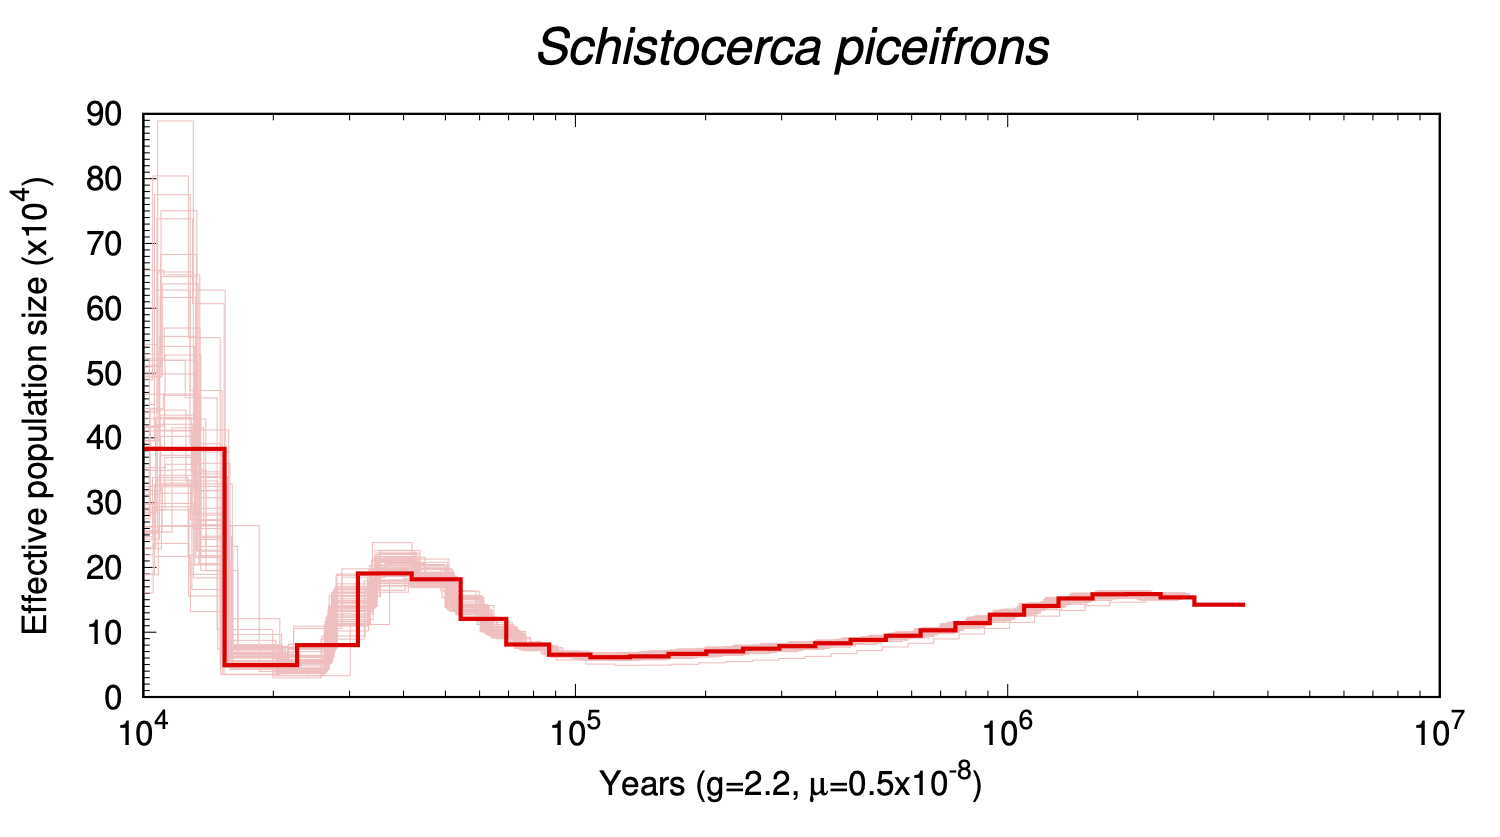 Schistocerca piceifrons
Effective population size (x10⁴)
90
80
70
60
50
40
30
20
10
0
10⁴ 10⁵ 10⁶ 10⁷
Years (g=2.2, μ=0.5x10⁻⁸)